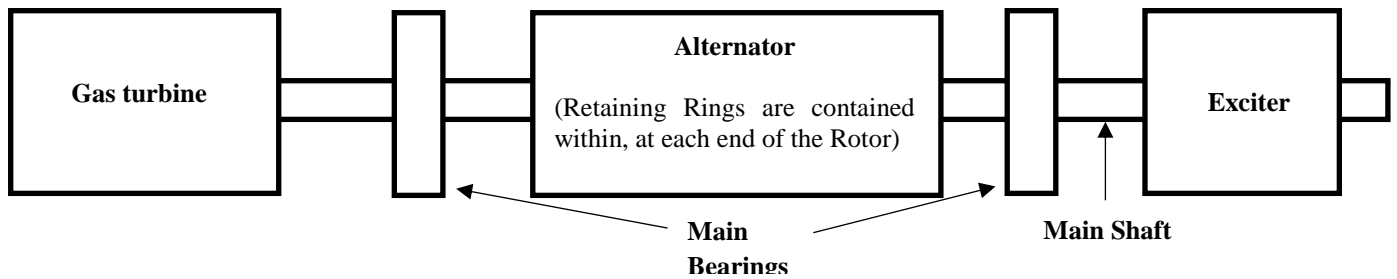 Gas turbine
Alternator
(Retaining Rings are contained
within, at each end of the Rotor)
Exciter
Main
Bearings
Main Shaft